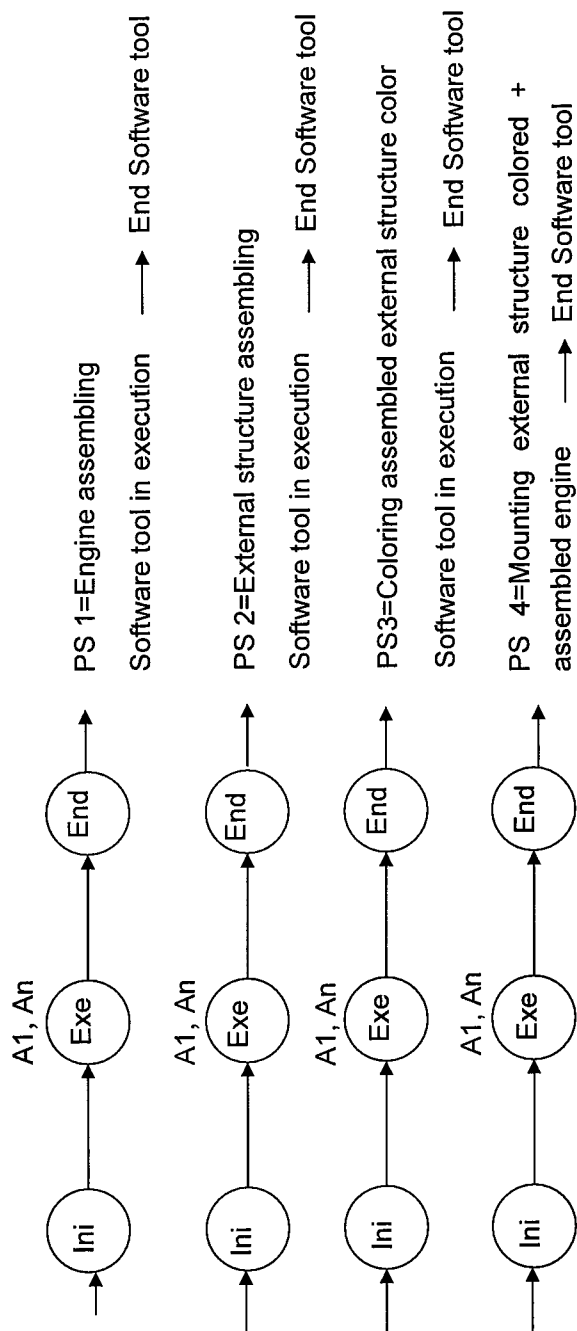 A1, An
Ini Exe End
PS 1=Engine assembling
Software tool in execution → End Software tool
A1, An
Ini Exe End
PS 2=External structure assembling
Software tool in execution → End Software tool
A1, An
Ini Exe End
PS3=Coloring assembled external structure color
Software tool in execution → End Software tool
A1, An
Ini Exe End
PS 4=Mounting external structure colored +
assembled engine → End Software tool